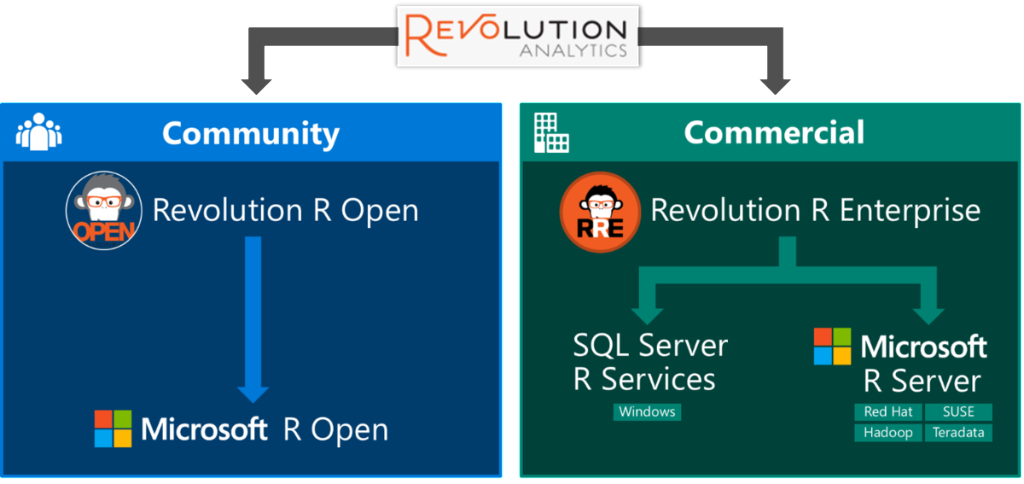 REVOLUTION
ANALYTICS
Community
Commercial
OPEN
Revolution R Open
RRE
Revolution R Enterprise
SQL Server
R Services
Windows
Microsoft
R Server
Red Hat
SUSE
Hadoop
Teradata
Microsoft R Open